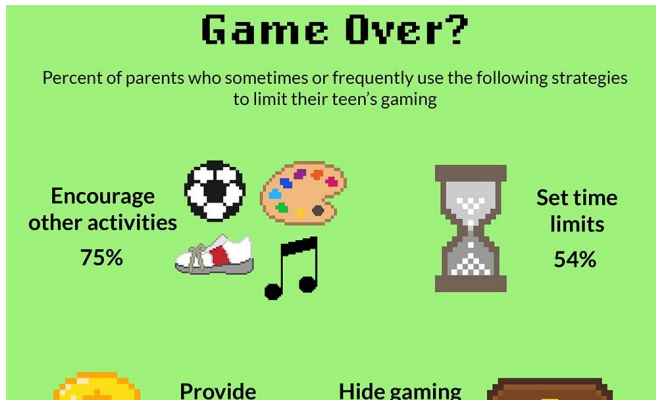 Game Over?
Percent of parents who sometimes or frequently use the following strategies
to limit their teen's gaming
Encourage
other activities
75%
Set time
limits
54%
Provide
Hide gaming